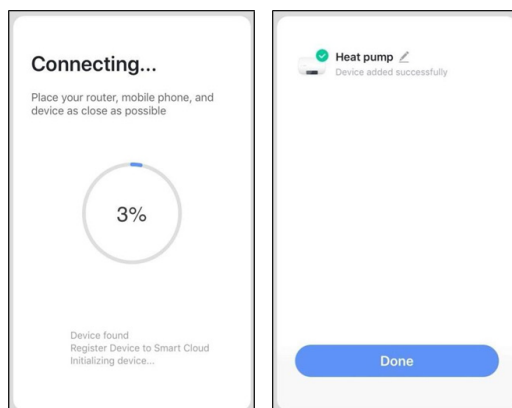 Connecting...
Place your router, mobile phone, and
device as close as possible
3%
Device found
Register Device to Smart Cloud
Initializing device...
Heat pump
Device added successfully
Done